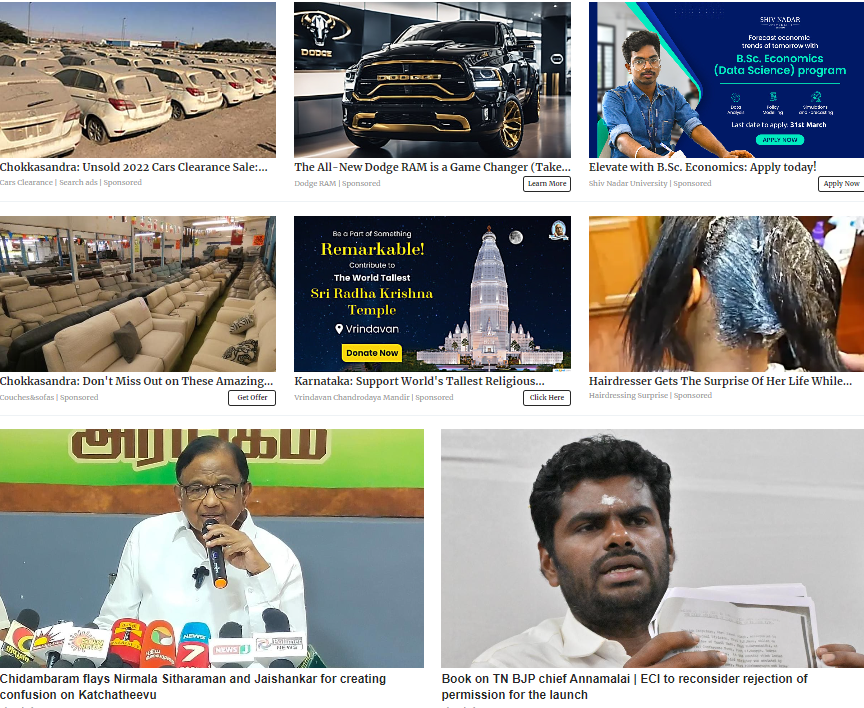 DODGE
DODGE
SHIV NADAR
Forecast economic
trends of tomorrow with
B.Sc. Economics
(Data Science) program
Data
Analysis
Policy
Modelling
Simulations
and Forecasting
Last date to apply: 31st March
APPLY NOW
Chokkasandra: Unsold 2022 Cars Clearance Sale:...
Cars Clearance | Search ads | Sponsored
The All-New Dodge RAM is a Game Changer (Take...
Dodge RAM | Sponsored
Learn More
Elevate with B.Sc. Economics: Apply today!
Shiv Nadar University | Sponsored
Apply Now
Be a Part of Something
Remarkable!
Contribute to
The World Tallest
Sri Radha Krishna
Temple
Vrindavan
Donate Now
Chokkasandra: Don't Miss Out on These Amazing...
Couches&sofas | Sponsored
Get Offer
Karnataka: Support World's Tallest Religious...
Vrindavan Chandrodaya Mandir | Sponsored
Click Here
Hairdresser Gets The Surprise Of Her Life While...
Hairdressing Surprise | Sponsored
NEWS
7
NEWS J
NEWS
Chidambaram flays Nirmala Sitharaman and Jaishankar for creating
confusion on Katchatheevu
Book on TN BJP chief Annamalai | ECI to reconsider rejection of
permission for the launch